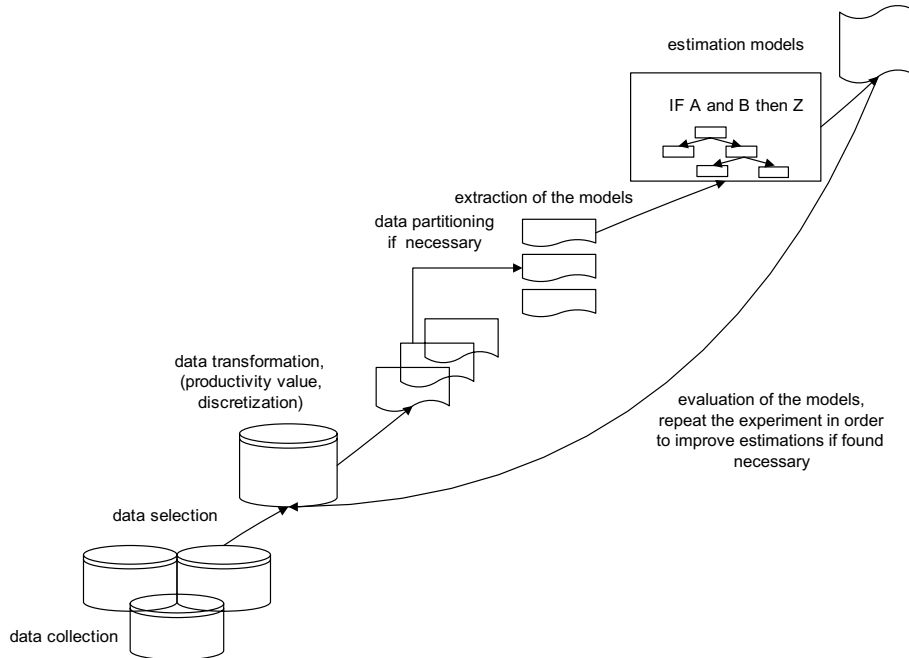 estimation models
IF A and B then Z
extraction of the models
data partitioning
if necessary
data transformation,
(productivity value,
discretization)
evaluation of the models,
repeat the experiment in order
to improve estimations if found
necessary
data selection
data collection